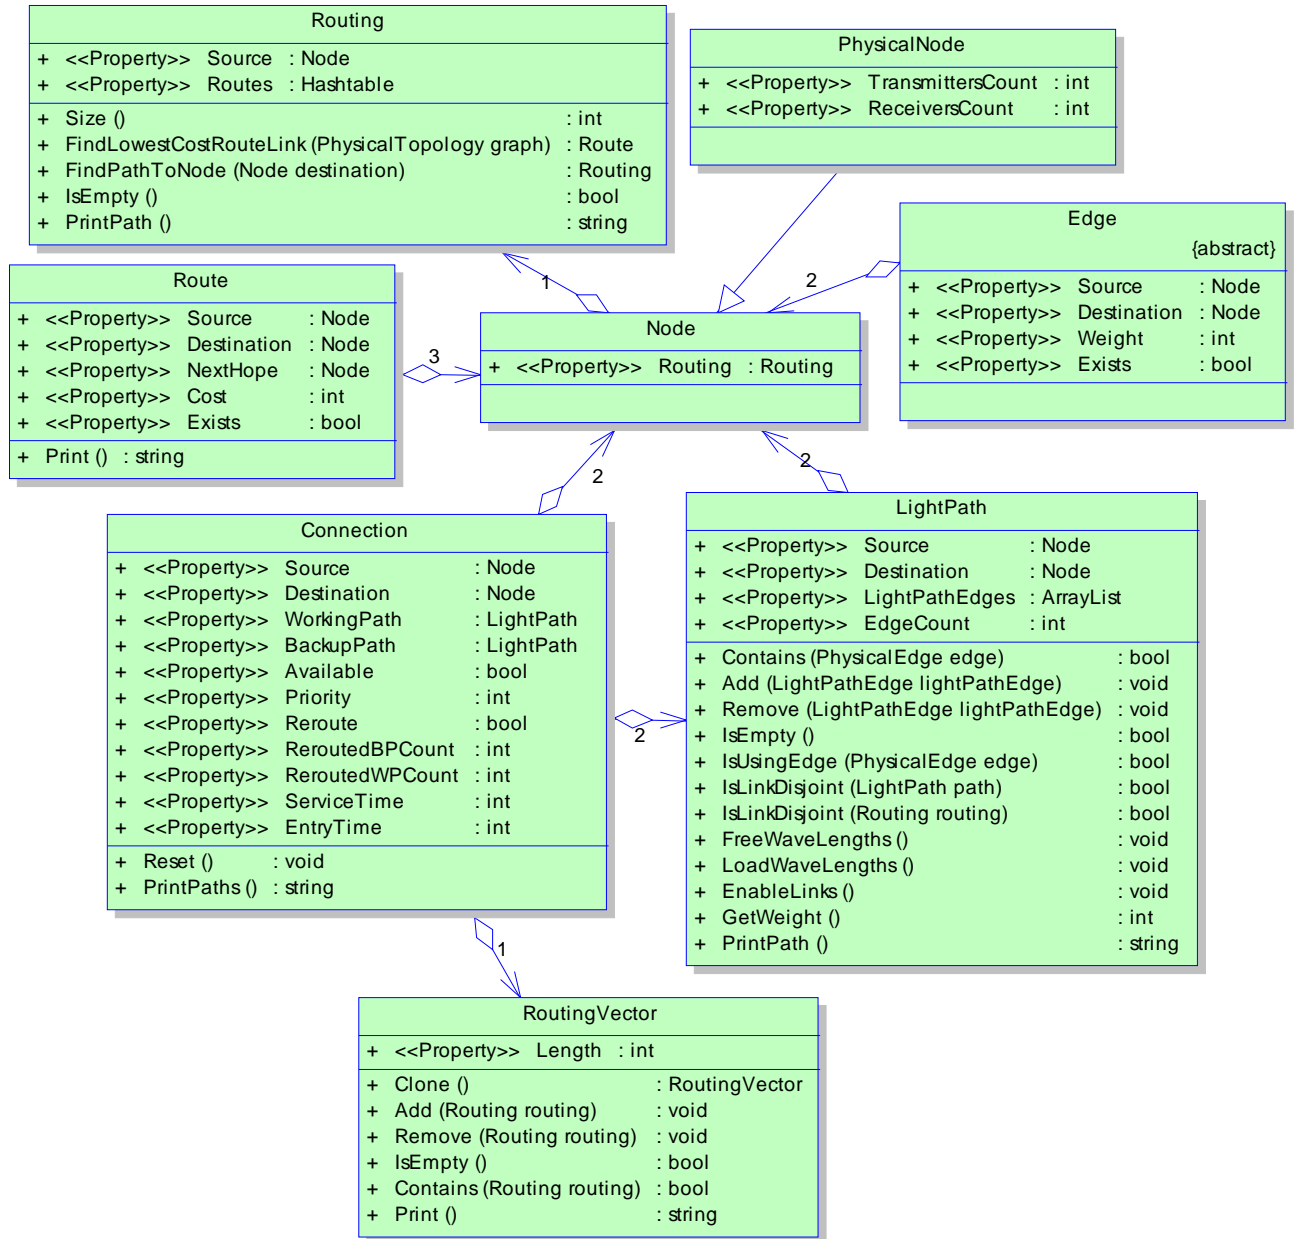 Routing
+ <<Property>> Source : Node
+ <<Property>> Routes : Hashtable
+ Size () : int
+ FindLowestCostRouteLink (PhysicalTopology graph) : Route
+ FindPathToNode (Node destination) : Routing
+ IsEmpty () : bool
+ PrintPath () : string
PhysicalNode
+ <<Property>> TransmittersCount : int
+ <<Property>> ReceiversCount : int
Edge
{abstract}
+ <<Property>> Source : Node
+ <<Property>> Destination : Node
+ <<Property>> Weight : int
+ <<Property>> Exists : bool
1
2
Route
+ <<Property>> Source : Node
+ <<Property>> Destination : Node
+ <<Property>> NextHope : Node
+ <<Property>> Cost : int
+ <<Property>> Exists : bool
+ Print () : string
3
Node
+ <<Property>> Routing : Routing
2
2
Connection
+ <<Property>> Source : Node
+ <<Property>> Destination : Node
+ <<Property>> WorkingPath : LightPath
+ <<Property>> BackupPath : LightPath
+ <<Property>> Available : bool
+ <<Property>> Priority : int
+ <<Property>> Reroute : bool
+ <<Property>> ReroutedBPCount : int
+ <<Property>> ReroutedWPCount : int
+ <<Property>> ServiceTime : int
+ <<Property>> EntryTime : int
+ Reset () : void
+ PrintPaths () : string
2
LightPath
+ <<Property>> Source : Node
+ <<Property>> Destination : Node
+ <<Property>> LightPathEdges : ArrayList
+ <<Property>> EdgeCount : int
+ Contains (PhysicalEdge edge) : bool
+ Add (LightPathEdge lightPathEdge) : void
+ Remove (LightPathEdge lightPathEdge) : void
+ IsEmpty () : bool
+ IsUsingEdge (PhysicalEdge edge) : bool
+ IsLinkDisjoint (LightPath path) : bool
+ IsLinkDisjoint (Routing routing) : bool
+ FreeWaveLengths () : void
+ LoadWaveLengths () : void
+ EnableLinks () : void
+ GetWeight () : int
+ PrintPath () : string
1
RoutingVector
+ <<Property>> Length : int
+ Clone () : RoutingVector
+ Add (Routing routing) : void
+ Remove (Routing routing) : void
+ IsEmpty () : bool
+ Contains (Routing routing) : bool
+ Print () : string